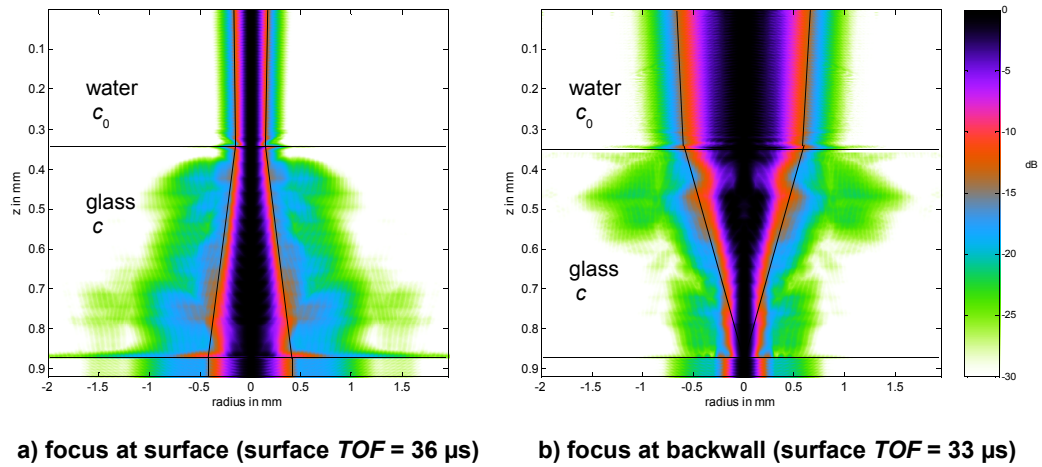 water
c0
glass
c
0.1
0.2
0.3
0.4
0.5
0.6
0.7
0.8
0.9
z in mm
-2 -1.5 -1 -0.5 0 0.5 1 1.5
radius in mm
water
c0
glass
c
0.1
0.2
0.3
0.4
0.5
0.6
0.7
0.8
0.9
z in mm
-2 -1.5 -1 -0.5 0 0.5 1 1.5
radius in mm
0
-5
-10
-15
-20
-25
-30
dB
a) focus at surface (surface TOF = 36 µs)
b) focus at backwall (surface TOF = 33 µs)